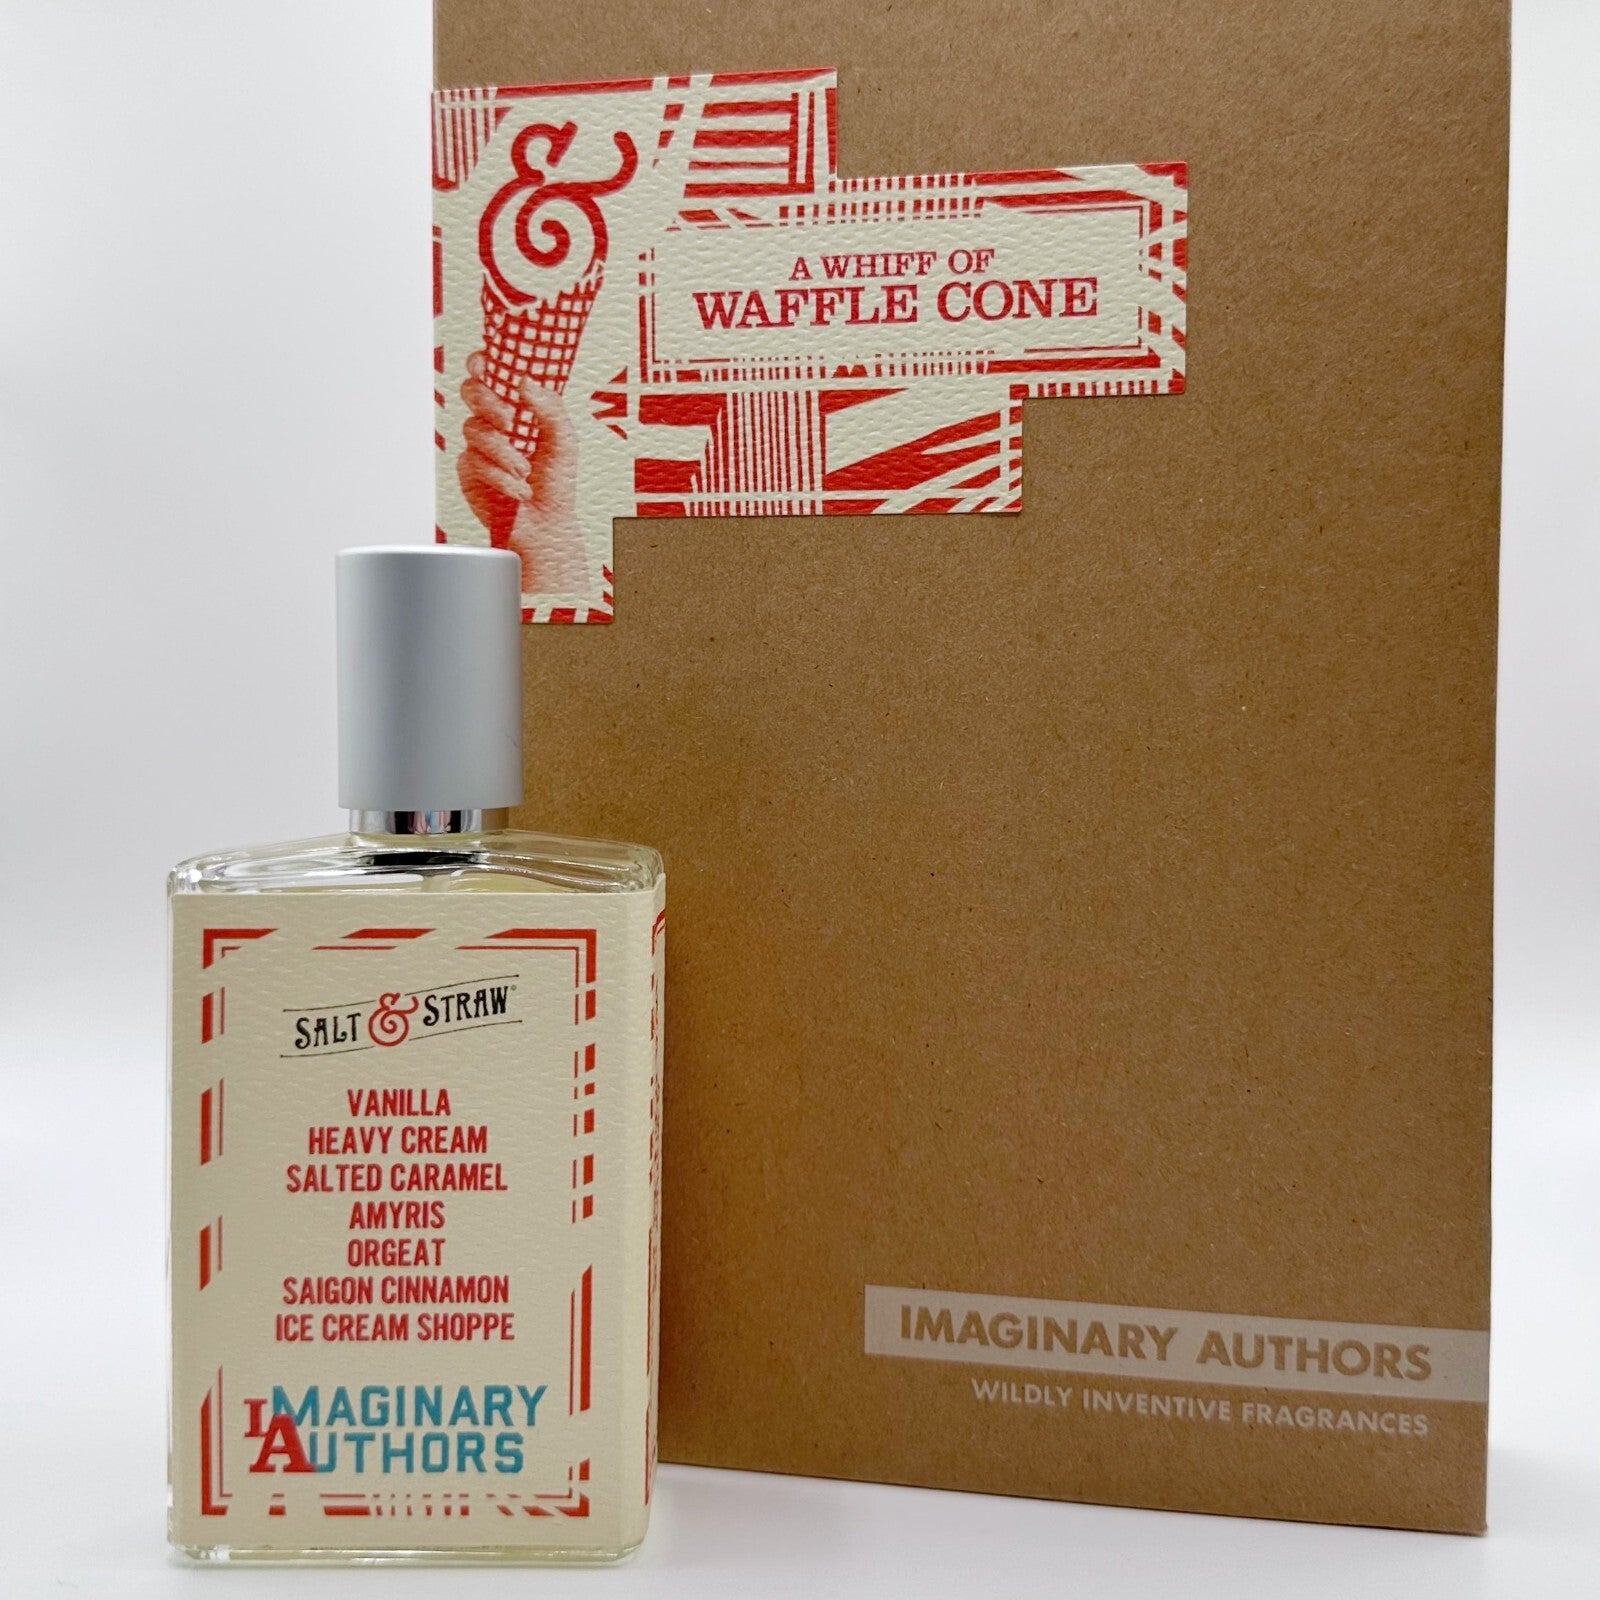 &
A WHIFF OF
WAFFLE CONE
SALT & STRAW®
VANILLA
HEAVY CREAM
SALTED CARAMEL
AMYRIS
ORGEAT
SAIGON CINNAMON
ICE CREAM SHOPPE
IMAGINARY
AUTHORS
IMAGINARY AUTHORS
WILDLY INVENTIVE FRAGRANCES